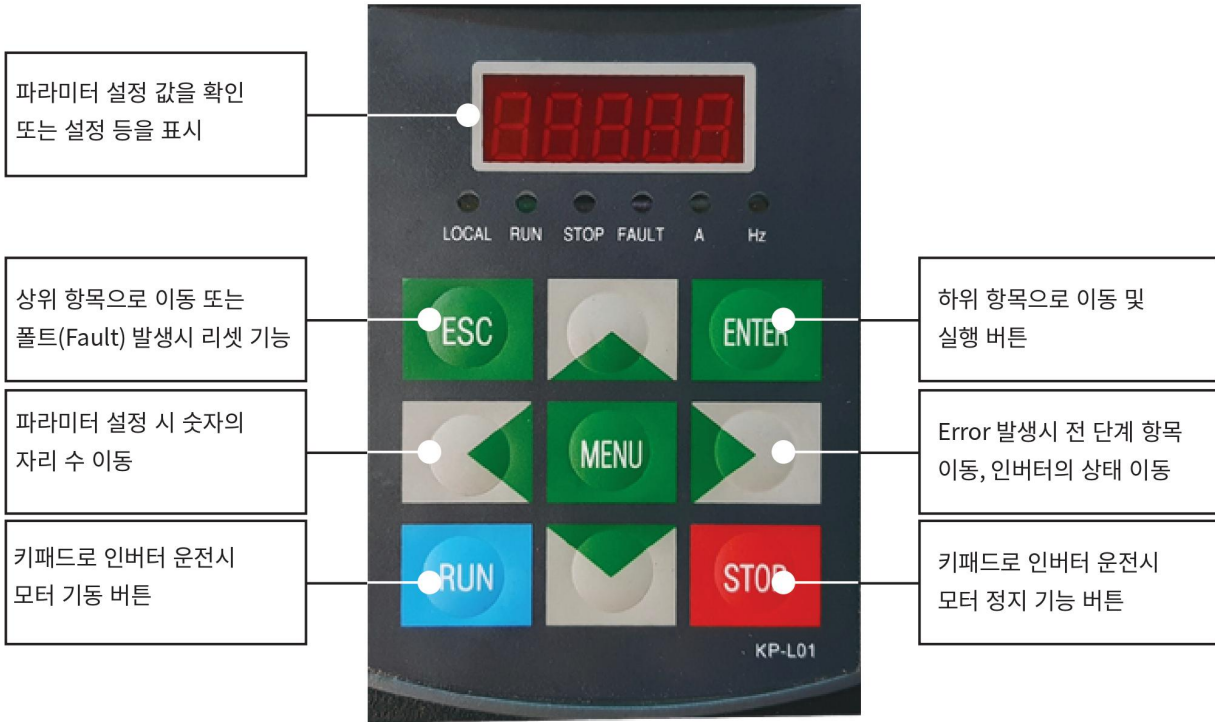 파라미터 설정 값을 확인
또는 설정 등을 표시
88888
LOCAL RUN STOP FAULT A Hz
상위 항목으로 이동 또는
폴트(Fault) 발생시 리셋 기능
ESC
ENTER
하위 항목으로 이동 및
실행 버튼
파라미터 설정 시 숫자의
자리 수 이동
MENU
Error 발생시 전 단계 항목
이동, 인버터의 상태 이동
키패드로 인버터 운전시
모터 기동 버튼
RUN
STOP
키패드로 인버터 운전시
모터 정지 기능 버튼
KP-L01